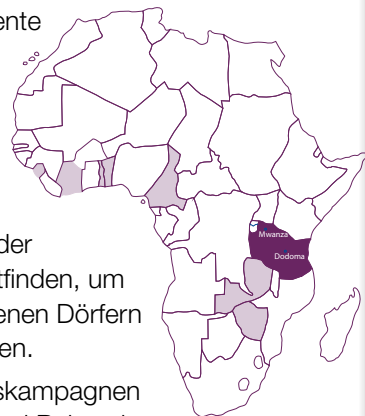 ente
der
tfinden, um
enen Dörfern
en.
skampagnen
Mwanza
Dodoma